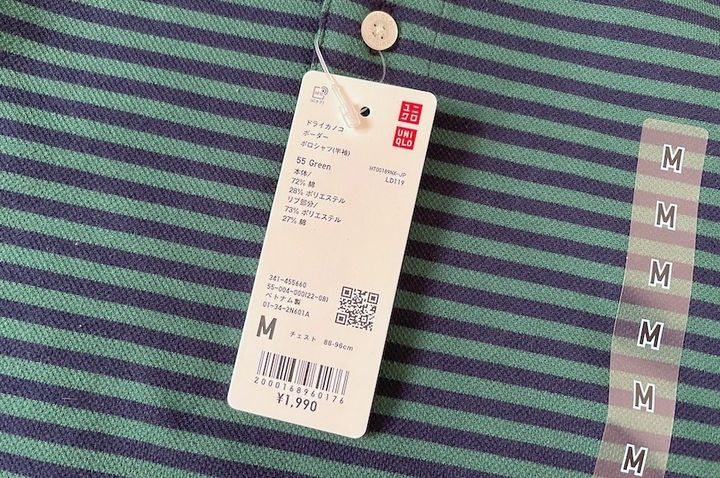 ユニ
クロ
UNI
QLO
ドライカノコ
ボーダー
ポロシャツ(半袖)
55 Green
HT00189NX-JP
LD119
本体/
72% 綿
28% ポリエステル
リブ部分/
73% ポリエステル
27% 綿
341-455660
55-004-000(22-08)
ベトナム製
01-34-2N601A
M チェスト 88-96cm
2000168960176
¥1,990
M
M
M
M
M
M